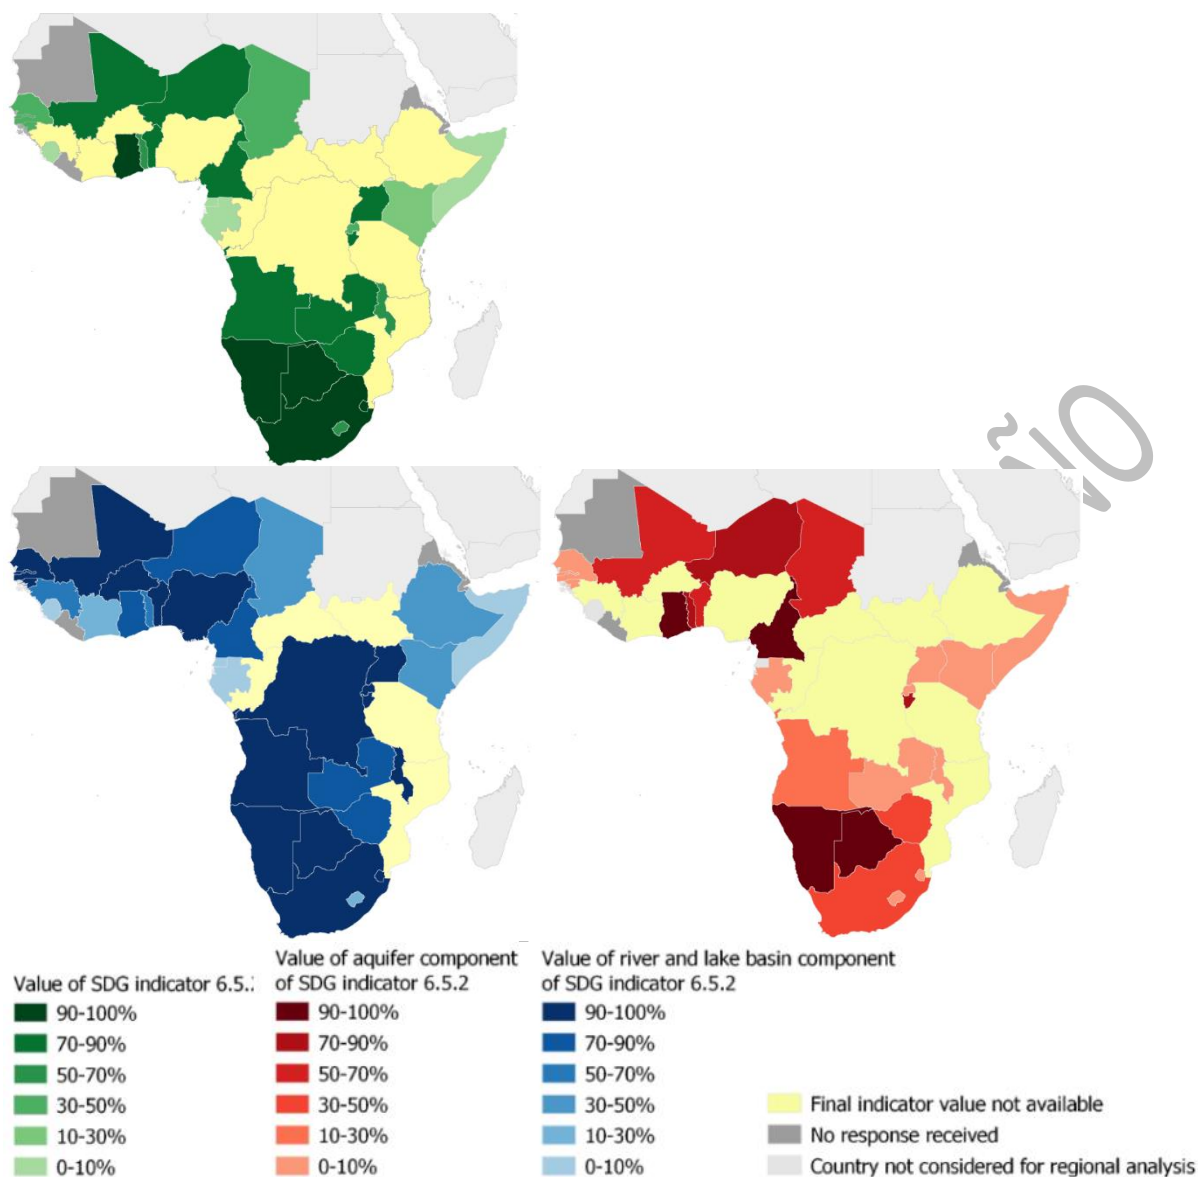 ÑO
Value of SDG indicator 6.5.
90-100%
70-90%
50-70%
30-50%
10-30%
0-10%
Value of aquifer component
of SDG indicator 6.5.2
90-100%
70-90%
50-70%
30-50%
10-30%
0-10%
Value of river and lake basin component
of SDG indicator 6.5.2
90-100%
70-90%
50-70%
30-50%
10-30%
0-10%
Final indicator value not available
No response received
Country not considered for regional analysis